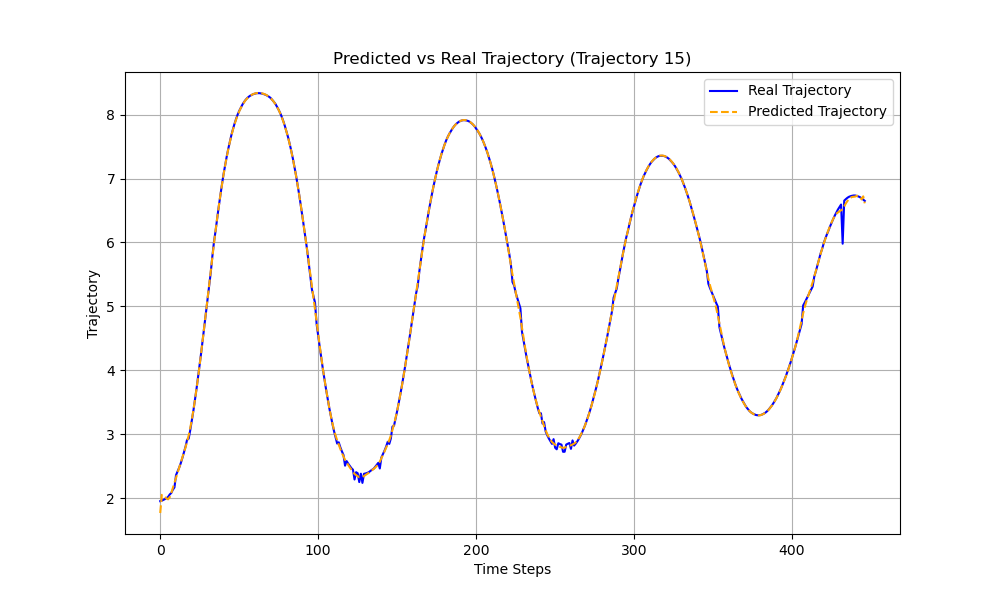 Predicted vs Real Trajectory (Trajectory 15)
Real Trajectory
Predicted Trajectory
8
7
6
5
4
3
2
Trajectory
0 100 200 300 400
Time Steps